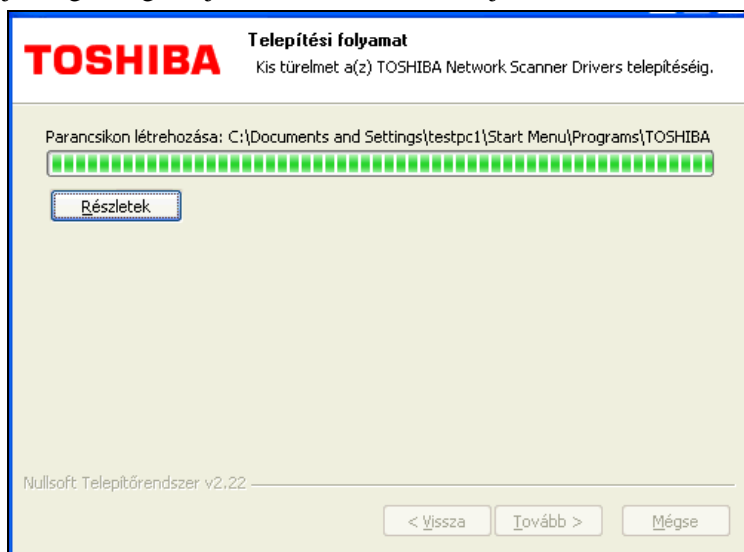 TOSHIBA
Telepítési folyamat
Kis türelmet a(z) TOSHIBA Network Scanner Drivers telepítéséig.
Parancsikon létrehozása: C:\Documents and Settings\testpc1\Start Menu\Programs\TOSHIBA
Részletek
Nullsoft Telepítőrendszer v2.22
< Vissza
Tovább >
Mégse